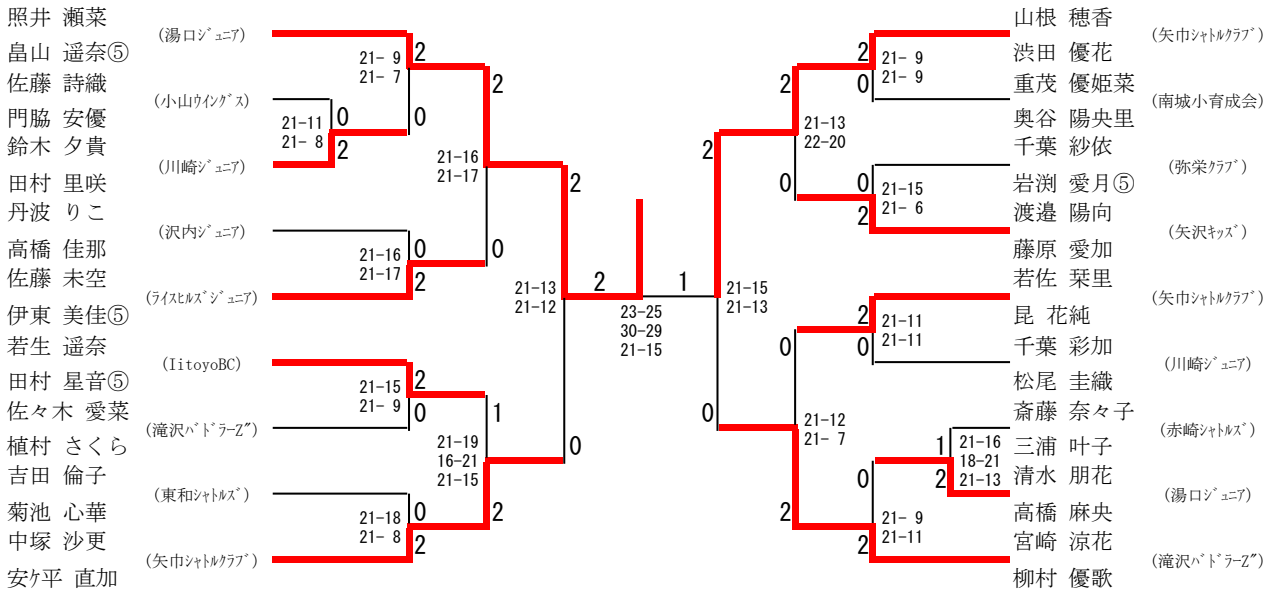 照井 瀬菜
畠山 遥奈⑤
(湯口ｼﾞｭﾆｱ)
佐藤 詩織
門脇 安優
(小山ｳｲﾝｸﾞｽ)
鈴木 夕貴
田村 里咲
(川崎ｼﾞｭﾆｱ)
丹波 りこ
高橋 佳那
(沢内ｼﾞｭﾆｱ)
佐藤 未空
伊東 美佳⑤
(ﾗｲｽﾋﾙｽﾞｼﾞｭﾆｱ)
若生 遥奈
田村 星音⑤
(IitoyoBC)
佐々木 愛菜
植村 さくら
(滝沢ﾊﾞﾄﾞﾗｰZ")
吉田 倫子
菊池 心華
(東和ｼｬﾄﾙｽﾞ)
中塚 沙更
安ケ平 直加
(矢巾ｼｬﾄﾙｸﾗﾌﾞ)
21- 9
21- 7
2
0
21-11
21- 8
0
2
21-16
21-17
2
0
21-16
21-17
0
2
21-15
21- 9
2
0
21-19
16-21
21-15
1
2
21-18
21- 8
0
2
21-13
21-12
2
0
2
1
23-25
30-29
21-15
21-15
21-13
2
0
21-13
22-20
2
0
21- 9
21- 9
2
0
21-15
21- 6
0
2
21-12
21- 7
0
2
21-11
21-11
2
0
21-16
18-21
21-13
1
2
21- 9
21-11
0
2
山根 穂香
渋田 優花
(矢巾ｼｬﾄﾙｸﾗﾌﾞ)
重茂 優姫菜
奥谷 陽央里
(南城小育成会)
千葉 紗依
岩渕 愛月⑤
(弥栄ｸﾗﾌﾞ)
渡邉 陽向
藤原 愛加
(矢沢ｷｯｽﾞ)
若佐 栞里
昆 花純
(矢巾ｼｬﾄﾙｸﾗﾌﾞ)
千葉 彩加
松尾 圭織
(川崎ｼﾞｭﾆｱ)
斎藤 奈々子
三浦 叶子
(赤崎ｼｬﾄﾙｽﾞ)
清水 朋花
高橋 麻央
(湯口ｼﾞｭﾆｱ)
宮崎 涼花
柳村 優歌
(滝沢ﾊﾞﾄﾞﾗｰZ")